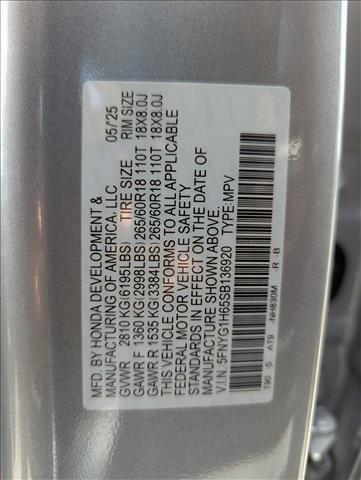 MFD. BY HONDA DEVELOPMENT & 05/25
MANUFACTURING OF AMERICA, LLC
GVWR 2810 KG(6195LBS) TIRE SIZE RIM SIZE
GAWR F 1360 KG(2998LBS) 265/60R18 110T 18X8.0J
GAWR R 1535 KG(3384LBS) 265/60R18 110T 18X8.0J
THIS VEHICLE CONFORMS TO ALL APPLICABLE
FEDERAL MOTOR VEHICLE SAFETY
STANDARDS IN EFFECT ON THE DATE OF
MANUFACTURE SHOWN ABOVE.
V.I.N.: 5FNYG1H65SB136920 TYPE: MPV
T90 S AT9 -NH830M -R -B